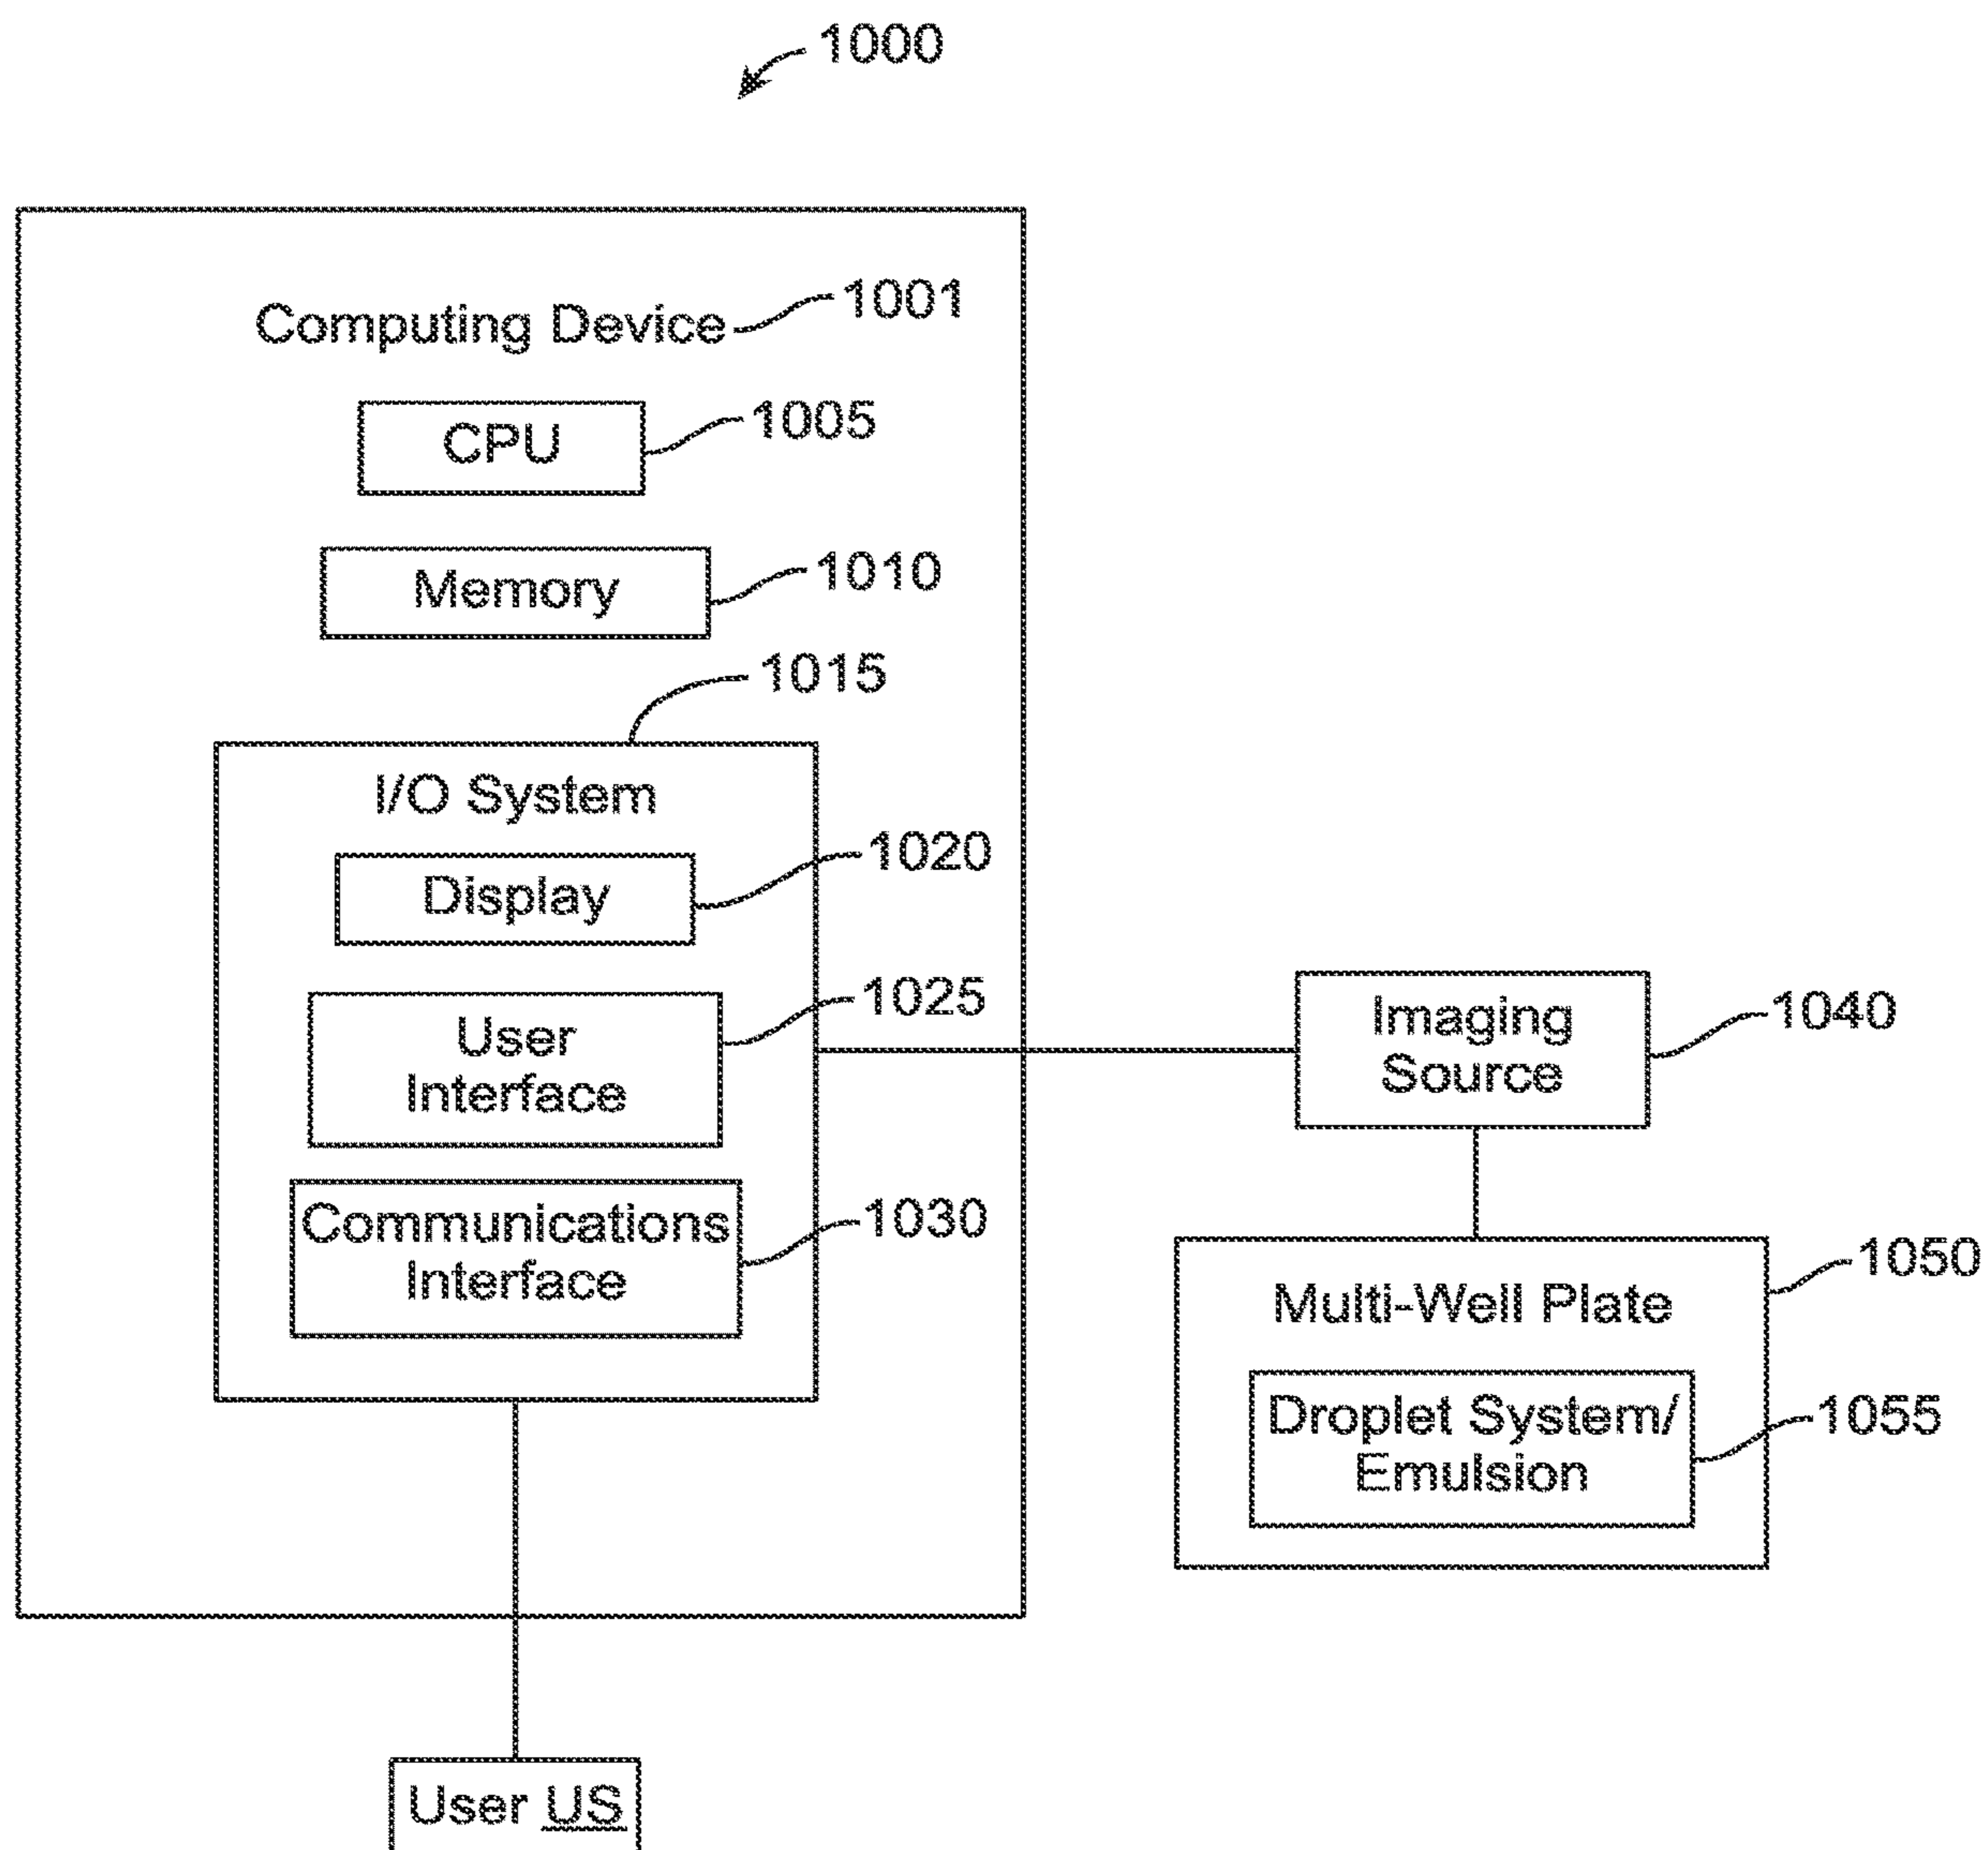 1000
Computing Device 1001
CPU 1005
Memory 1010
1015
I/O System
Display 1020
User
Interface
1025
Communications
Interface
1030
Imaging
Source
1040
Multi-Well Plate 1050
Droplet System/
Emulsion
1055
User US